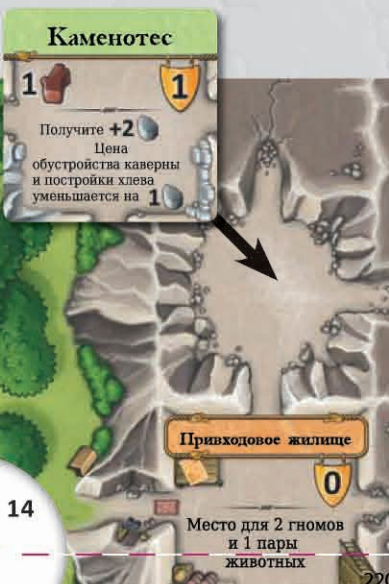 Каменотес
1 1
Получите +2
Цена
обустройства каверны
и постройки хлева
уменьшается на 1
Привходовое жилище
0
14
Место для 2 гномов
и 1 пары
животных